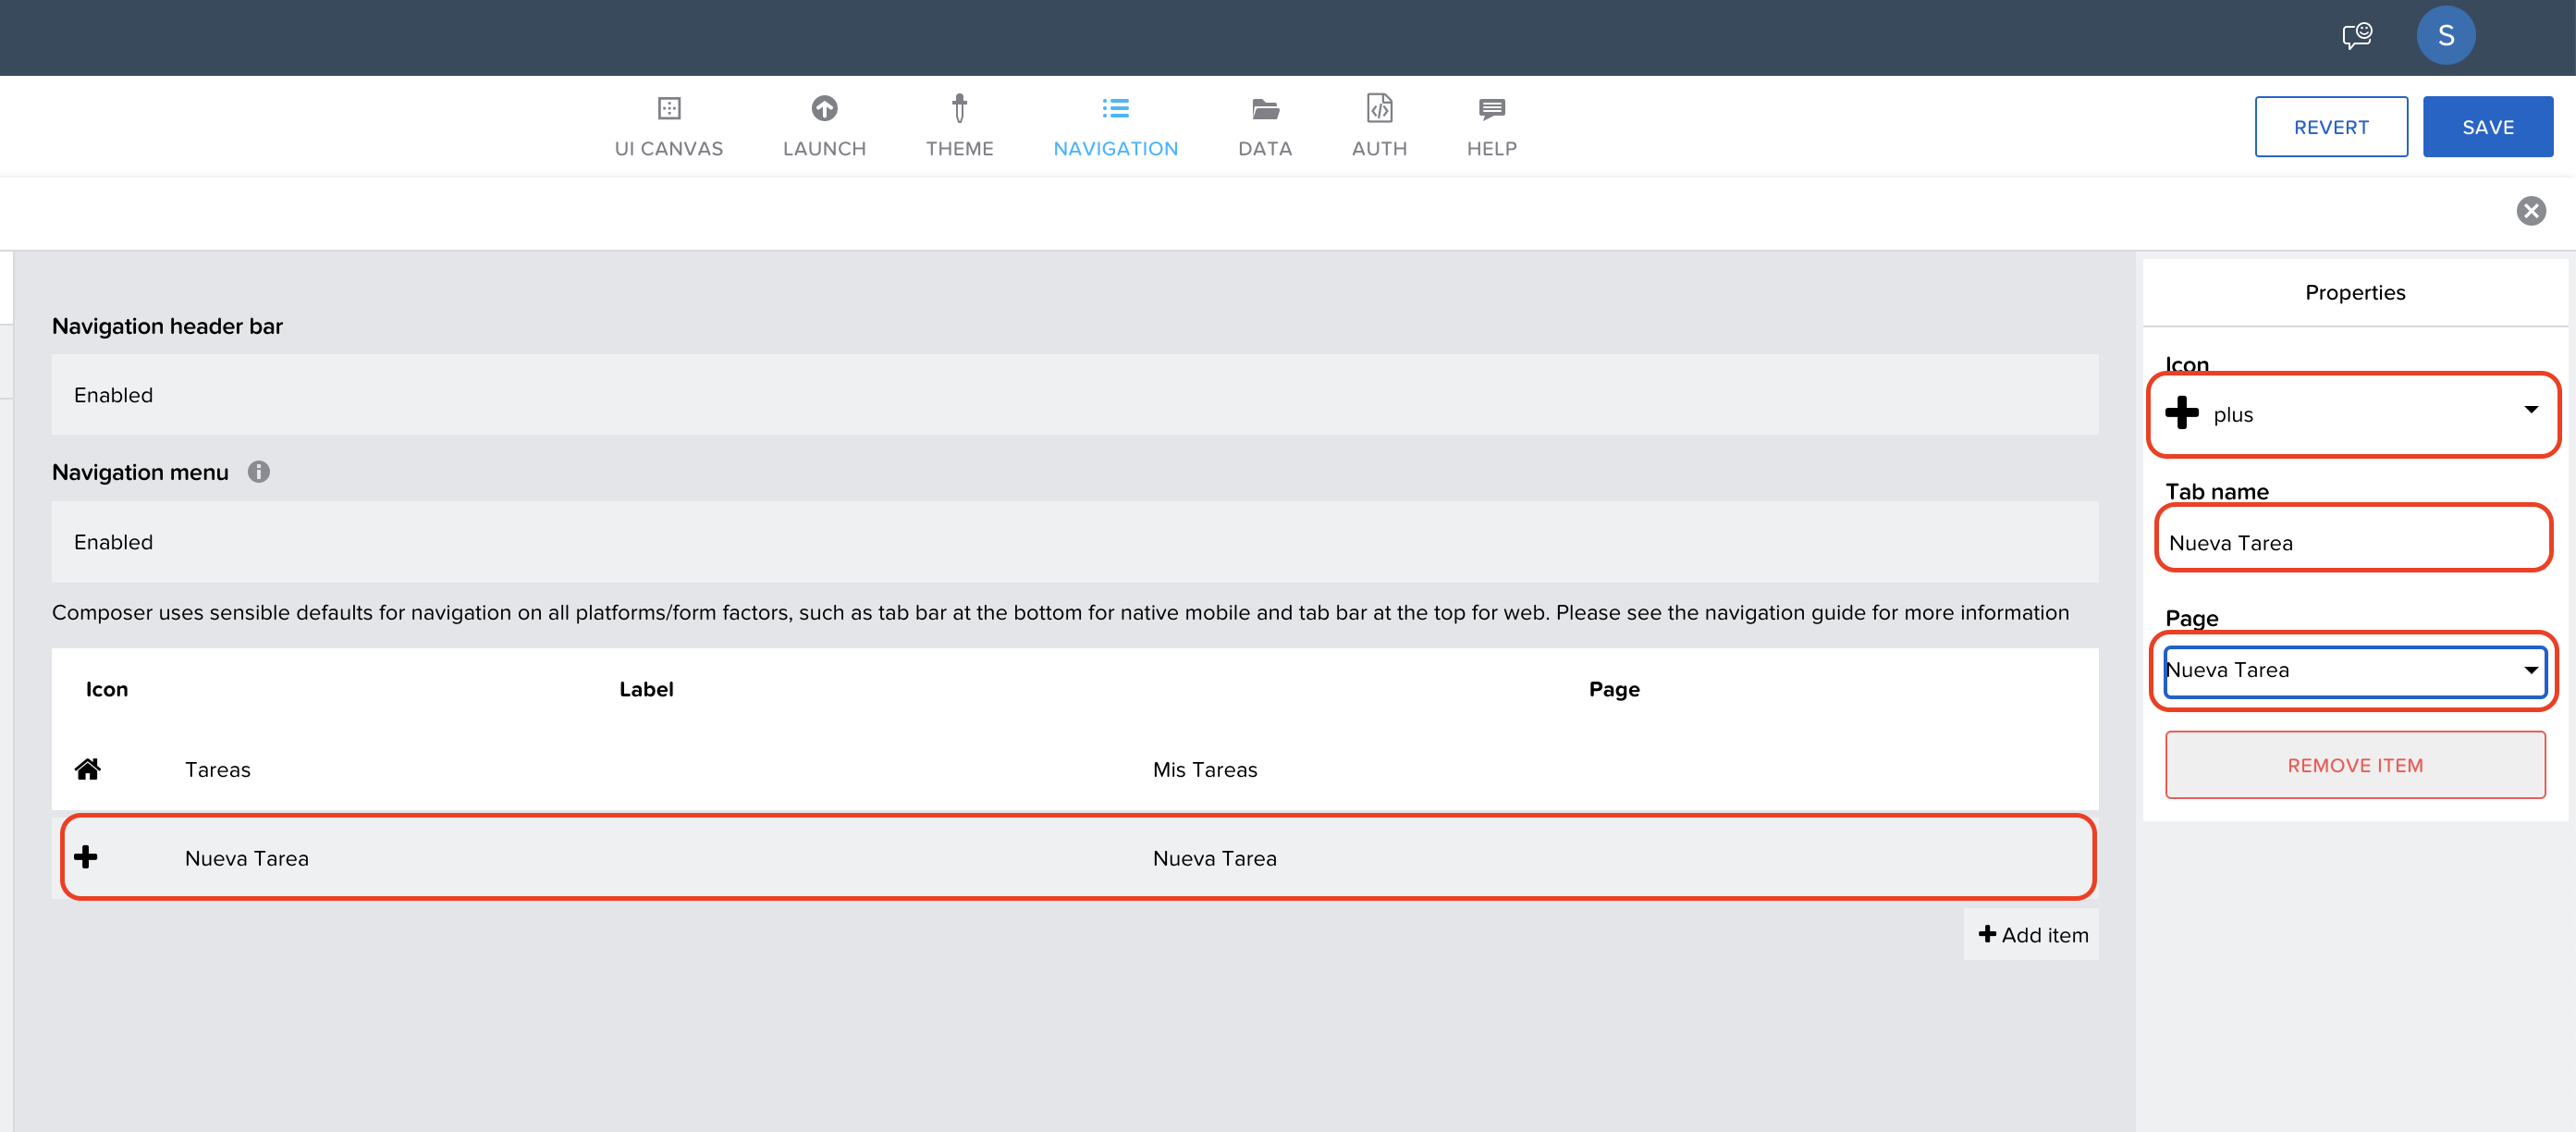 S
UI CANVAS
LAUNCH
THEME
NAVIGATION
DATA
AUTH
HELP
REVERT
SAVE
Navigation header bar
Enabled
Navigation menu
Enabled
Composer uses sensible defaults for navigation on all platforms/form factors, such as tab bar at the bottom for native mobile and tab bar at the top for web. Please see the navigation guide for more information
Icon Label Page
Tareas Mis Tareas
Nueva Tarea Nueva Tarea
Add item
Properties
Icon
plus
Tab name
Nueva Tarea
Page
Nueva Tarea
REMOVE ITEM